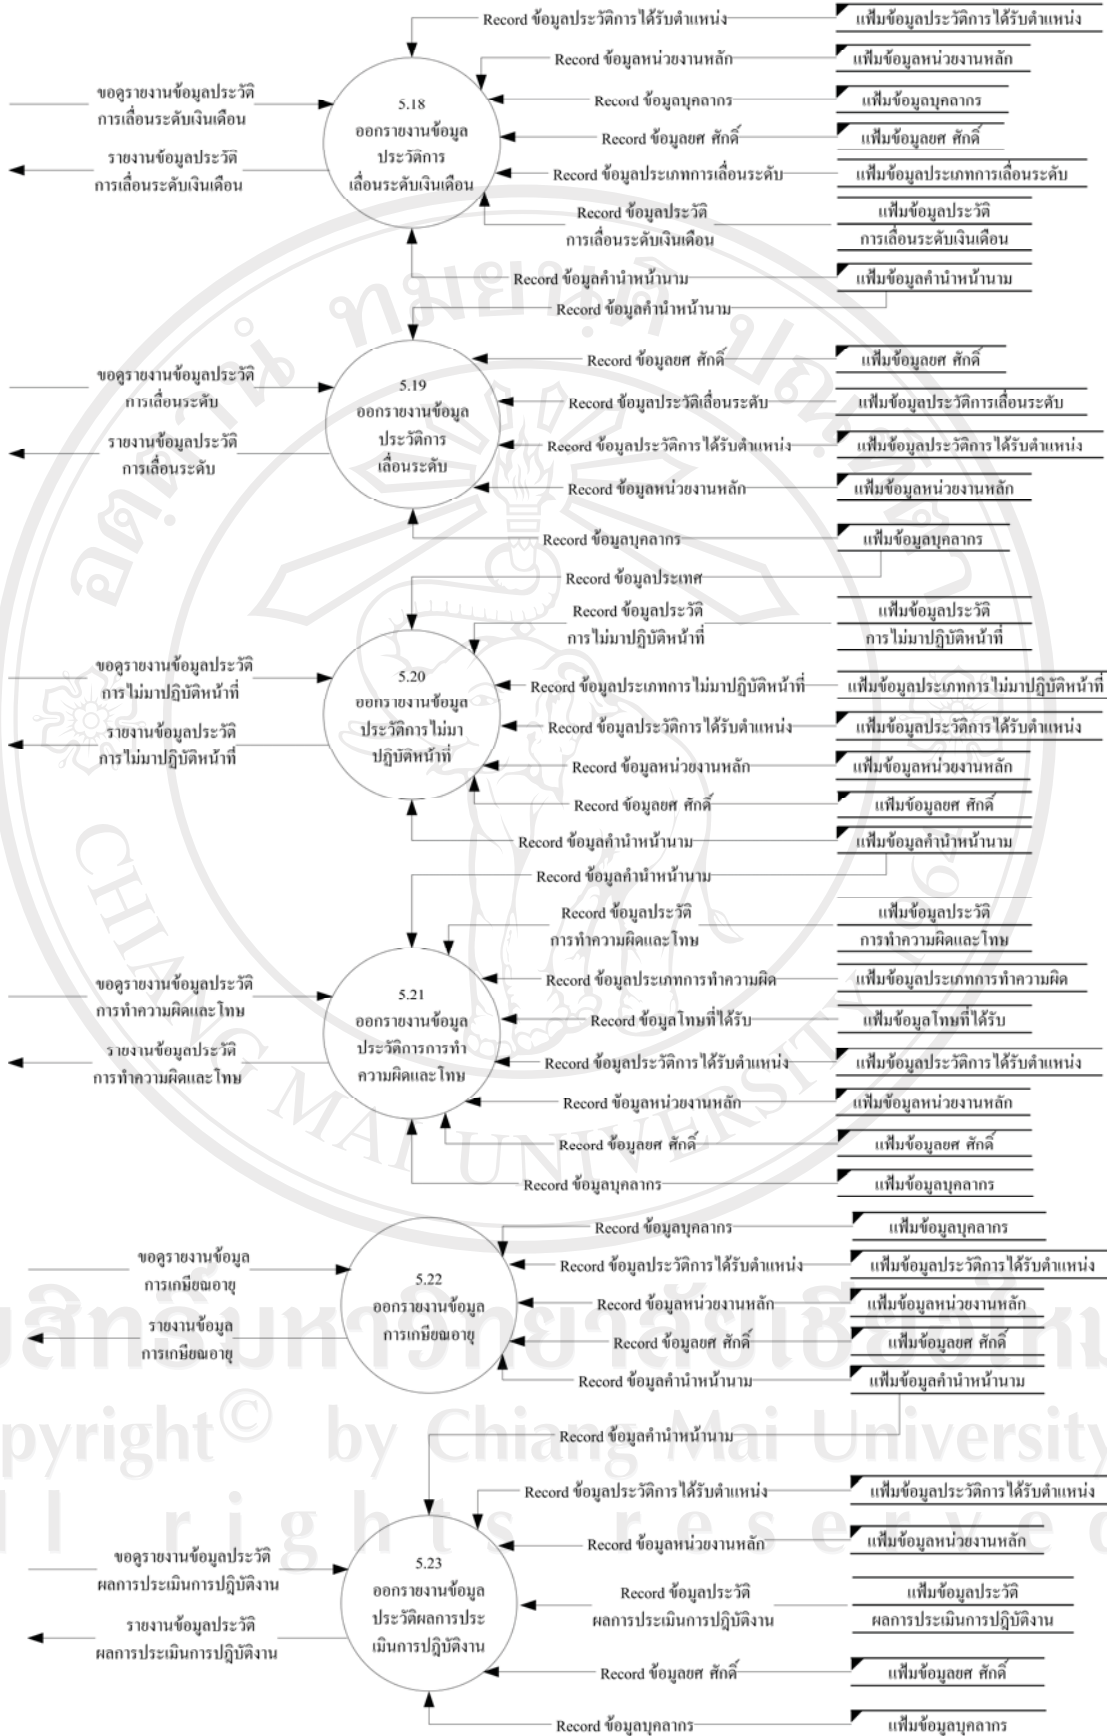 Record ข้อมูลประวัติการได้รับตำแหน่ง แฟ้มข้อมูลประวัติการได้รับตำแหน่ง
Record ข้อมูลหน่วยงานหลัก แฟ้มข้อมูลหน่วยงานหลัก
Record ข้อมูลบุคลากร แฟ้มข้อมูลบุคลากร
Record ข้อมูลยศ ศักดิ์ แฟ้มข้อมูลยศ ศักดิ์
Record ข้อมูลประเภทการเลื่อนระดับ แฟ้มข้อมูลประเภทการเลื่อนระดับ
Record ข้อมูลประวัติ แฟ้มข้อมูลประวัติ
การเลื่อนระดับเงินเดือน การเลื่อนระดับเงินเดือน
Record ข้อมูลคำนำหน้านาม แฟ้มข้อมูลคำนำหน้านาม
ขอดูรายงานข้อมูลประวัติ
การเลื่อนระดับเงินเดือน
รายงานข้อมูลประวัติ
การเลื่อนระดับเงินเดือน
5.18
ออกรายงานข้อมูล
ประวัติการ
เลื่อนระดับเงินเดือน
Record ข้อมูลคำนำหน้านาม
Record ข้อมูลยศ ศักดิ์ แฟ้มข้อมูลยศ ศักดิ์
Record ข้อมูลประวัติเลื่อนระดับ แฟ้มข้อมูลประวัติการเลื่อนระดับ
Record ข้อมูลประวัติการได้รับตำแหน่ง แฟ้มข้อมูลประวัติการได้รับตำแหน่ง
Record ข้อมูลหน่วยงานหลัก แฟ้มข้อมูลหน่วยงานหลัก
Record ข้อมูลบุคลากร แฟ้มข้อมูลบุคลากร
ขอดูรายงานข้อมูลประวัติ
การเลื่อนระดับ
รายงานข้อมูลประวัติ
การเลื่อนระดับ
5.19
ออกรายงานข้อมูล
ประวัติการ
เลื่อนระดับ
Record ข้อมูลประเทศ
Record ข้อมูลประวัติ แฟ้มข้อมูลประวัติ
การไม่มาปฏิบัติหน้าที่ การไม่มาปฏิบัติหน้าที่
Record ข้อมูลประเภทการไม่มาปฏิบัติหน้าที่ แฟ้มข้อมูลประเภทการไม่มาปฏิบัติหน้าที่
Record ข้อมูลประวัติการได้รับตำแหน่ง แฟ้มข้อมูลประวัติการได้รับตำแหน่ง
Record ข้อมูลหน่วยงานหลัก แฟ้มข้อมูลหน่วยงานหลัก
Record ข้อมูลยศ ศักดิ์ แฟ้มข้อมูลยศ ศักดิ์
Record ข้อมูลคำนำหน้านาม แฟ้มข้อมูลคำนำหน้านาม
ขอดูรายงานข้อมูลประวัติ
การไม่มาปฏิบัติหน้าที่
รายงานข้อมูลประวัติ
การไม่มาปฏิบัติหน้าที่
5.20
ออกรายงานข้อมูล
ประวัติการไม่มา
ปฏิบัติหน้าที่
Record ข้อมูลคำนำหน้านาม
Record ข้อมูลประวัติ แฟ้มข้อมูลประวัติ
การทำความผิดและโทษ การทำความผิดและโทษ
Record ข้อมูลประเภทการทำความผิด แฟ้มข้อมูลประเภทการทำความผิด
Record ข้อมูลโทษที่ได้รับ แฟ้มข้อมูลโทษที่ได้รับ
Record ข้อมูลประวัติการได้รับตำแหน่ง แฟ้มข้อมูลประวัติการได้รับตำแหน่ง
Record ข้อมูลหน่วยงานหลัก แฟ้มข้อมูลหน่วยงานหลัก
Record ข้อมูลยศ ศักดิ์ แฟ้มข้อมูลยศ ศักดิ์
Record ข้อมูลบุคลากร แฟ้มข้อมูลบุคลากร
ขอดูรายงานข้อมูลประวัติ
การทำความผิดและโทษ
รายงานข้อมูลประวัติ
การทำความผิดและโทษ
5.21
ออกรายงานข้อมูล
ประวัติการการทำ
ความผิดและโทษ
Record ข้อมูลบุคลากร แฟ้มข้อมูลบุคลากร
Record ข้อมูลประวัติการได้รับตำแหน่ง แฟ้มข้อมูลประวัติการได้รับตำแหน่ง
Record ข้อมูลหน่วยงานหลัก แฟ้มข้อมูลหน่วยงานหลัก
Record ข้อมูลยศ ศักดิ์ แฟ้มข้อมูลยศ ศักดิ์
Record ข้อมูลคำนำหน้านาม แฟ้มข้อมูลคำนำหน้านาม
ขอดูรายงานข้อมูล
การเกษียณอายุ
รายงานข้อมูล
การเกษียณอายุ
5.22
ออกรายงานข้อมูล
การเกษียณอายุ
Record ข้อมูลคำนำหน้านาม
Record ข้อมูลประวัติการได้รับตำแหน่ง แฟ้มข้อมูลประวัติการได้รับตำแหน่ง
Record ข้อมูลหน่วยงานหลัก แฟ้มข้อมูลหน่วยงานหลัก
Record ข้อมูลประวัติ แฟ้มข้อมูลประวัติ
ผลการประเมินการปฏิบัติงาน ผลการประเมินการปฏิบัติงาน
Record ข้อมูลยศ ศักดิ์ แฟ้มข้อมูลยศ ศักดิ์
Record ข้อมูลบุคลากร แฟ้มข้อมูลบุคลากร
ขอดูรายงานข้อมูลประวัติ
ผลการประเมินการปฏิบัติงาน
รายงานข้อมูลประวัติ
ผลการประเมินการปฏิบัติงาน
5.23
ออกรายงานข้อมูล
ประวัติผลการประ
เมินการปฏิบัติงาน
CHIANG MAI UNIVERSITY 1964
pyright© by Chiang Mai University
ll rights reserved